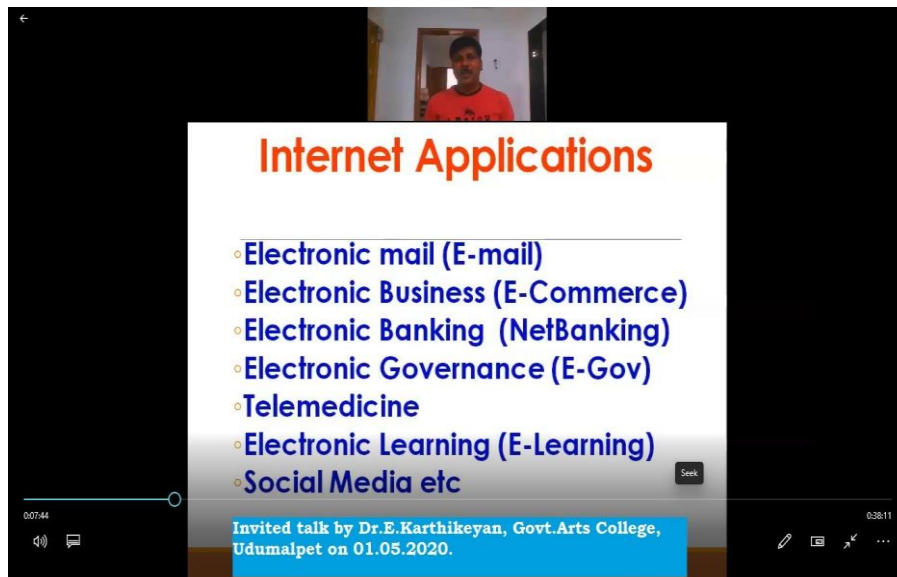 Internet Applications
Electronic mail (E-mail)
Electronic Business (E-Commerce)
Electronic Banking (NetBanking)
Electronic Governance (E-Gov)
Telemedicine
Electronic Learning (E-Learning)
Social Media etc
Seek
0:07:44
0:38:11
Invited talk by Dr.E.Karthikeyan, Govt.Arts College,
Udumalpet on 01.05.2020.